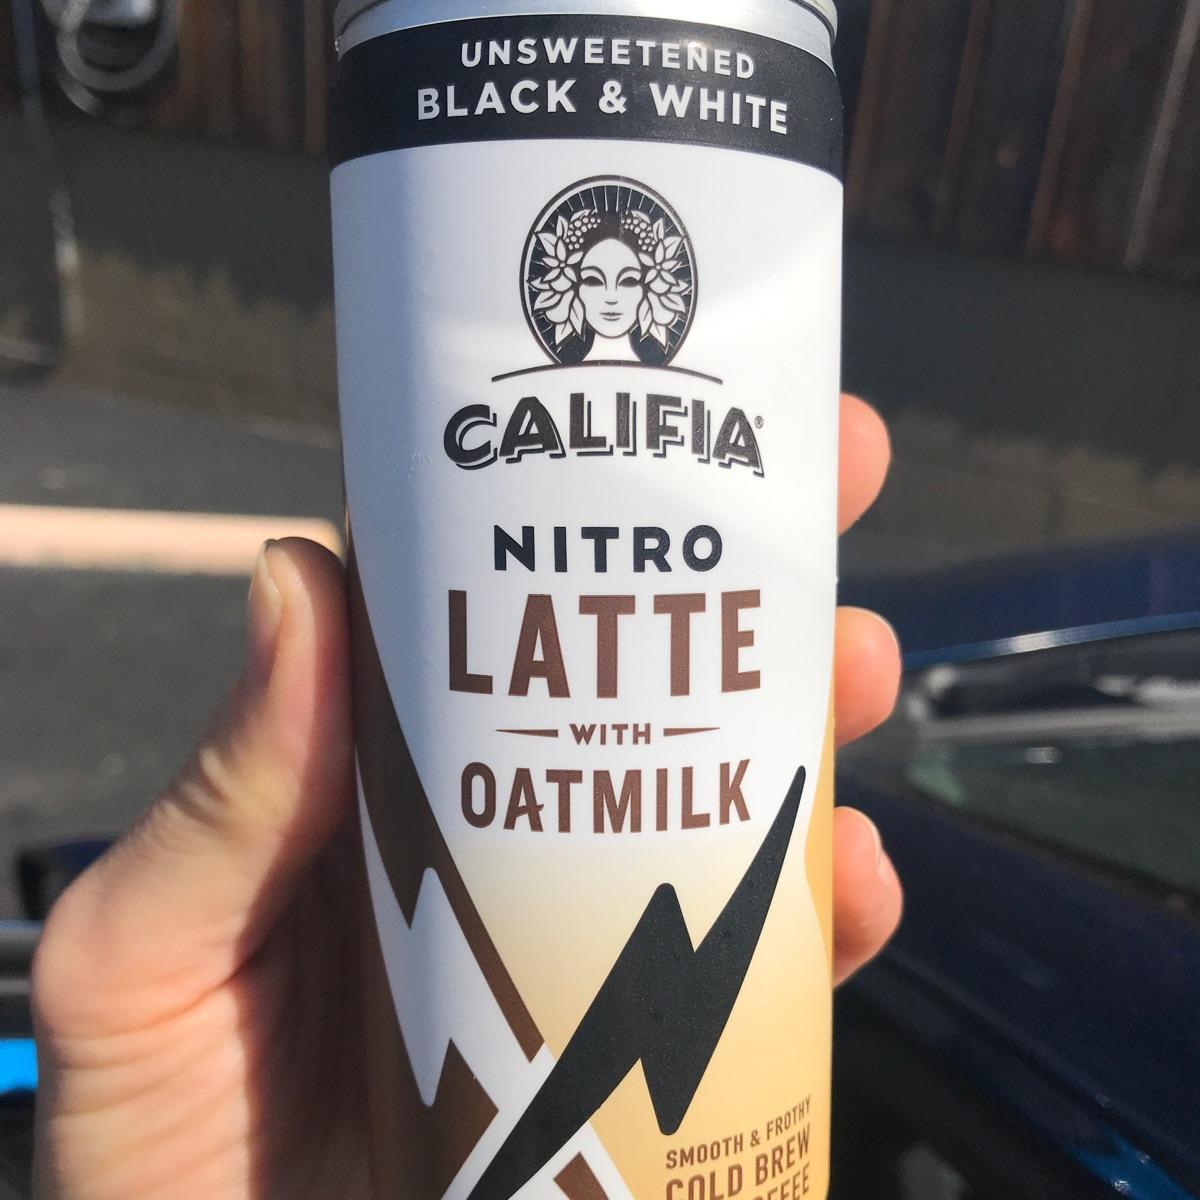 UNSWEETENED
BLACK & WHITE
CALIFIA®
NITRO
LATTE
WITH
OATMILK
SMOOTH & FROTHY
COLD BREW